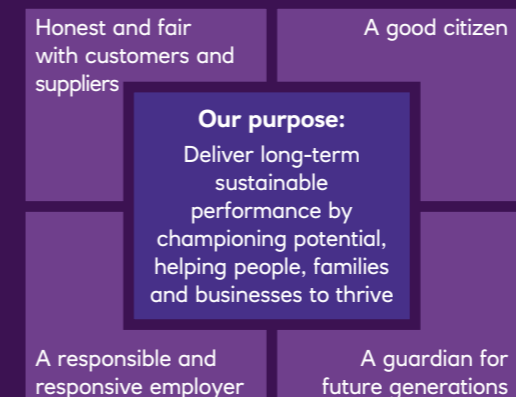 Honest and fair
with customers and
suppliers
A good citizen
Our purpose:
Deliver long-term
sustainable
performance by
championing potential,
helping people, families
and businesses to thrive
A responsible and
responsive employer
A guardian for
future generations